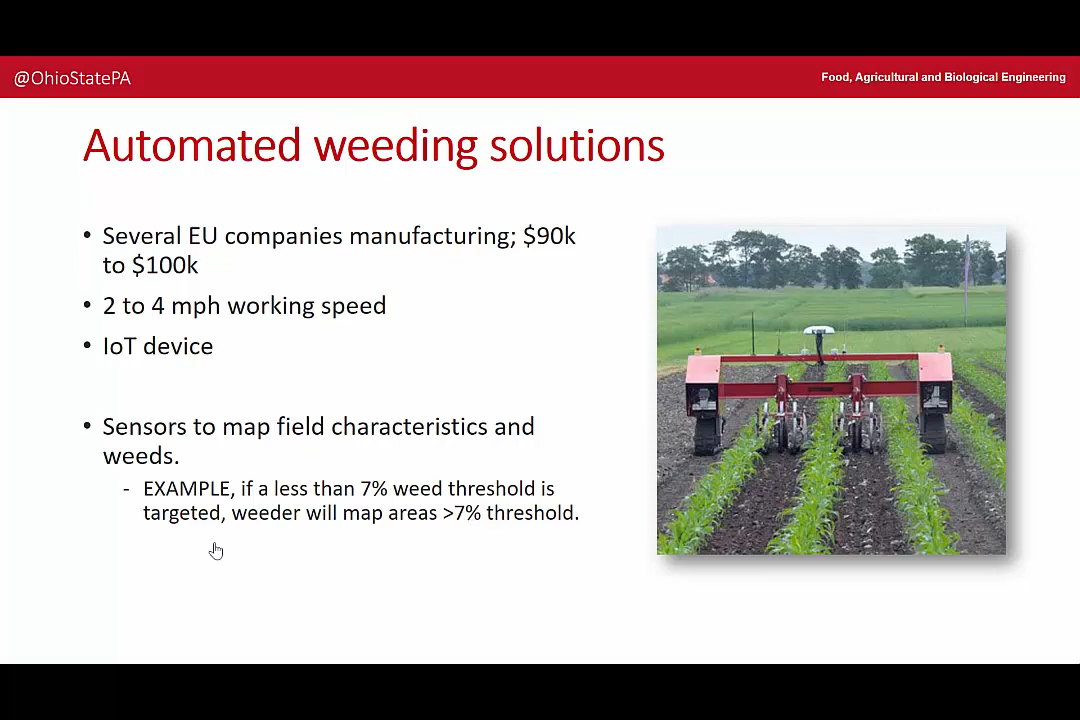 @OhioStatePA
Food, Agricultural and Biological Engineering
Automated weeding solutions
• Several EU companies manufacturing; $90k
to $100k
• 2 to 4 mph working speed
• IoT device
• Sensors to map field characteristics and
weeds.
- EXAMPLE, if a less than 7% weed threshold is
targeted, weeder will map areas >7% threshold.